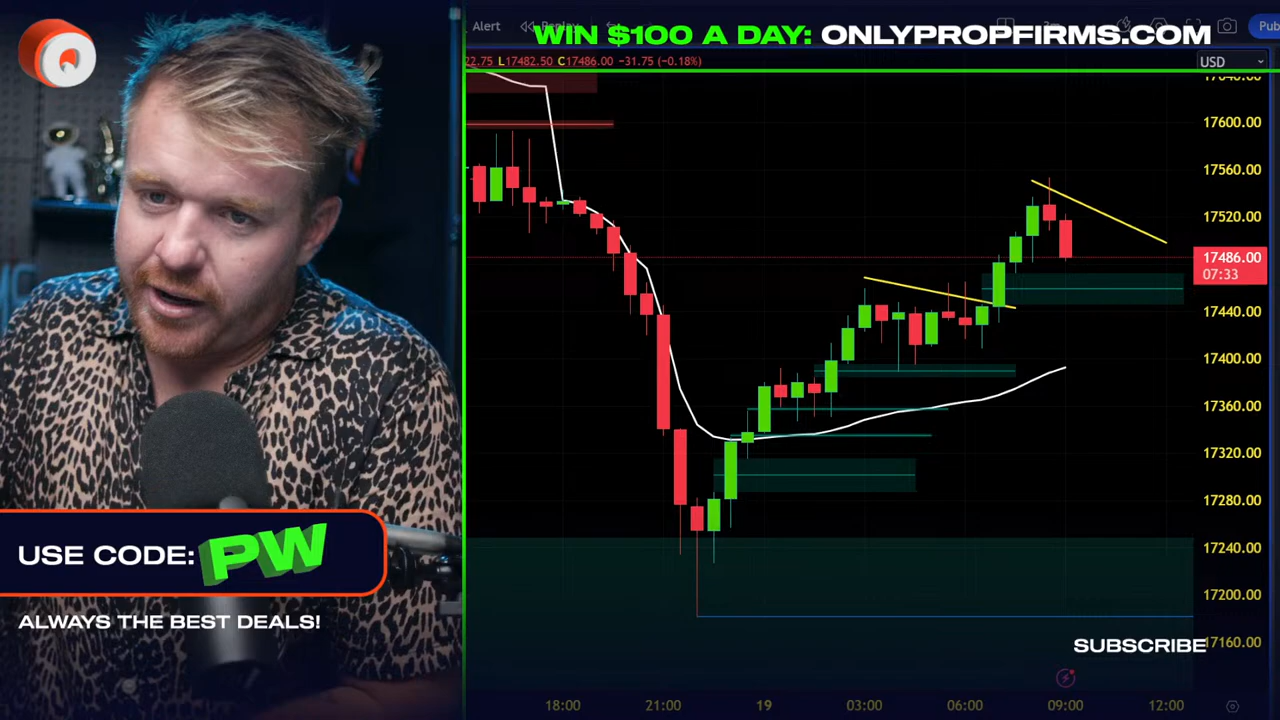 Alert
WIN $100 A DAY: ONLYPROPFIRMS.COM
22.75 L17482.50 C17486.00 -31.75 (-0.18%)
USD
17600.00
17560.00
17520.00
17486.00
07:33
17440.00
17400.00
17360.00
17320.00
17280.00
17240.00
17200.00
17160.00
USE CODE: PW
ALWAYS THE BEST DEALS!
SUBSCRIBE
18:00 21:00 19 03:00 06:00 09:00 12:00